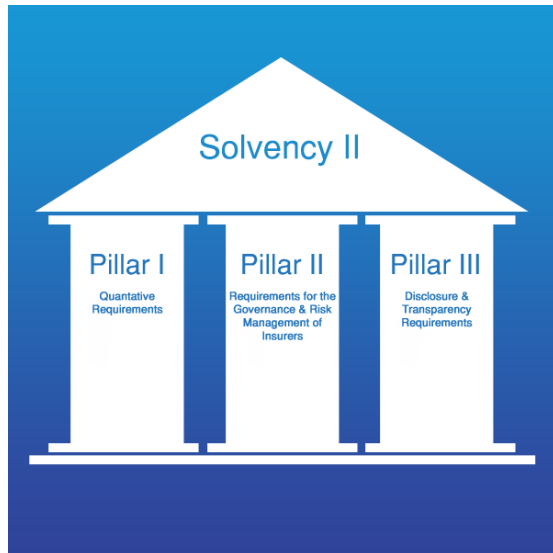 Solvency II
Pillar I
Quantative
Requirements
Pillar II
Requirements for the
Governance & Risk
Management of
Insurers
Pillar III
Disclosure &
Transparency
Requirements